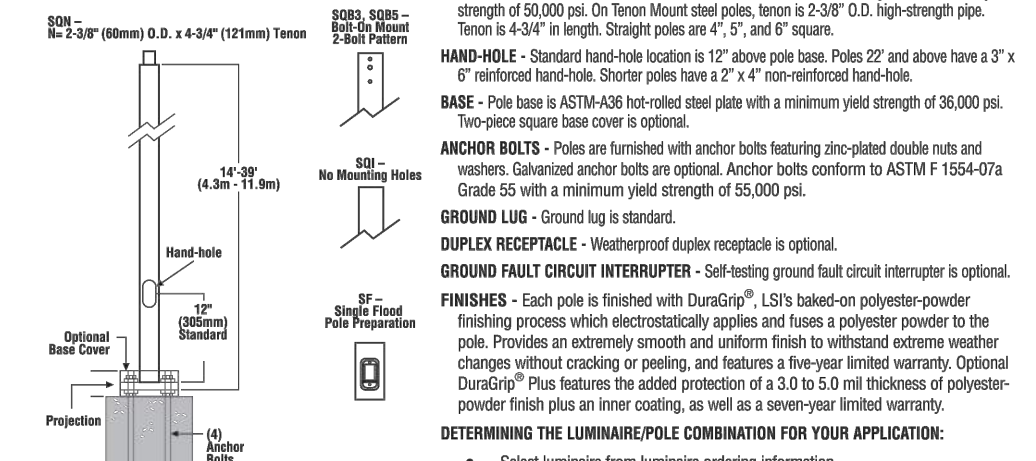 SQN –
N= 2-3/8" (60mm) O.D. x 4-3/4" (121mm) Tenon
14'-39'
(4.3m - 11.9m)
Hand-hole
12"
(305mm)
Standard
Optional
Base Cover
Projection
(4)
Anchor
Bolts
SQB3, SQB5 –
Bolt-On Mount
2-Bolt Pattern
SQI –
No Mounting Holes
SF –
Single Flood
Pole Preparation
strength of 50,000 psi. On Tenon Mount steel poles, tenon is 2-3/8” O.D. high-strength pipe.
Tenon is 4-3/4” in length. Straight poles are 4”, 5”, and 6” square.
HAND-HOLE - Standard hand-hole location is 12” above pole base. Poles 22’ and above have a 3” x
6” reinforced hand-hole. Shorter poles have a 2” x 4” non-reinforced hand-hole.
BASE - Pole base is ASTM-A36 hot-rolled steel plate with a minimum yield strength of 36,000 psi.
Two-piece square base cover is optional.
ANCHOR BOLTS - Poles are furnished with anchor bolts featuring zinc-plated double nuts and
washers. Galvanized anchor bolts are optional. Anchor bolts conform to ASTM F 1554-07a
Grade 55 with a minimum yield strength of 55,000 psi.
GROUND LUG - Ground lug is standard.
DUPLEX RECEPTACLE - Weatherproof duplex receptacle is optional.
GROUND FAULT CIRCUIT INTERRUPTER - Self-testing ground fault circuit interrupter is optional.
FINISHES - Each pole is finished with DuraGrip®, LSI’s baked-on polyester-powder
finishing process which electrostatically applies and fuses a polyester powder to the
pole. Provides an extremely smooth and uniform finish to withstand extreme weather
changes without cracking or peeling, and features a five-year limited warranty. Optional
DuraGrip® Plus features the added protection of a 3.0 to 5.0 mil thickness of polyester-
powder finish plus an inner coating, as well as a seven-year limited warranty.
DETERMINING THE LUMINAIRE/POLE COMBINATION FOR YOUR APPLICATION:
• Select luminaire from luminaire ordering information